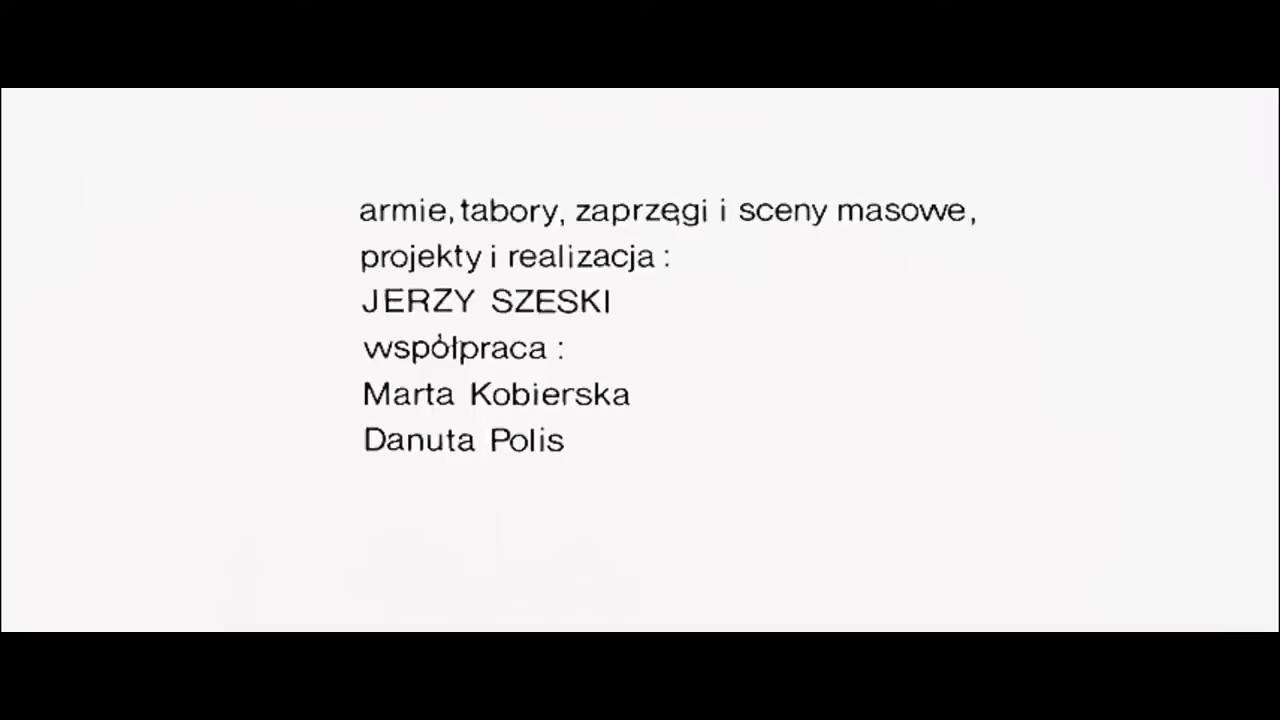 armie, tabory, zaprzęgi i sceny masowe,
projekty i realizacja :
JERZY SZESKI
współpraca :
Marta Kobierska
Danuta Polis